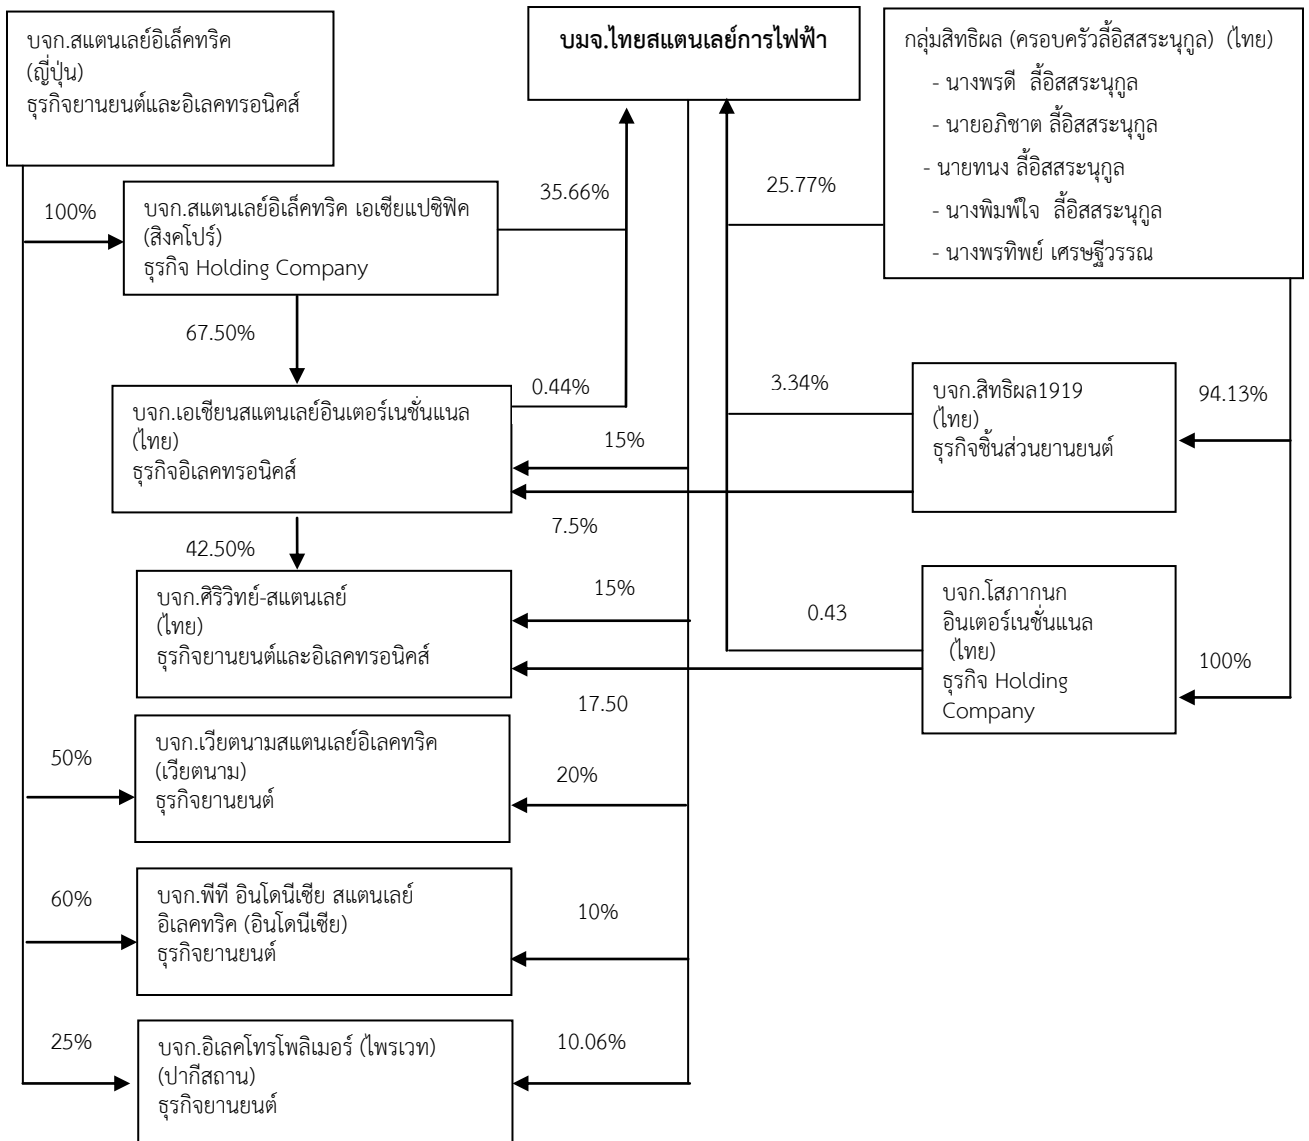 บจก.สแตนเลย์อิเล็คทริค
(ญี่ปุ่น)
ธุรกิจยานยนต์และอิเลคทรอนิคส์
บมจ.ไทยสแตนเลย์การไฟฟ้า
กลุ่มสิทธิผล (ครอบครัวลี้อิสสระนุกูล) (ไทย)
- นางพรดี ลี้อิสสระนุกูล
- นายอภิชาต ลี้อิสสระนุกูล
- นายทนง ลี้อิสสระนุกูล
- นางพิมพ์ใจ ลี้อิสสระนุกูล
- นางพรทิพย์ เศรษฐีวรรณ
100%
บจก.สแตนเลย์อิเล็คทริค เอเซียแปซิฟิค
(สิงคโปร์)
ธุรกิจ Holding Company
35.66%
25.77%
67.50%
บจก.เอเชียนสแตนเลย์อินเตอร์เนชั่นแนล
(ไทย)
ธุรกิจอิเลคทรอนิคส์
0.44%
15%
7.5%
3.34%
บจก.สิทธิผล1919
(ไทย)
ธุรกิจชิ้นส่วนยานยนต์
94.13%
42.50%
บจก.ศิริวิทย์-สแตนเลย์
(ไทย)
ธุรกิจยานยนต์และอิเลคทรอนิคส์
15%
17.50
0.43
บจก.โสภากนก
อินเตอร์เนชั่นแนล
(ไทย)
ธุรกิจ Holding
Company
100%
50%
บจก.เวียตนามสแตนเลย์อิเลคทริค
(เวียตนาม)
ธุรกิจยานยนต์
20%
60%
บจก.พีที อินโดนีเซีย สแตนเลย์
อิเลคทริค (อินโดนีเซีย)
ธุรกิจยานยนต์
10%
25%
บจก.อิเลคโทรโพลิเมอร์ (ไพรเวท)
(ปากีสถาน)
ธุรกิจยานยนต์
10.06%